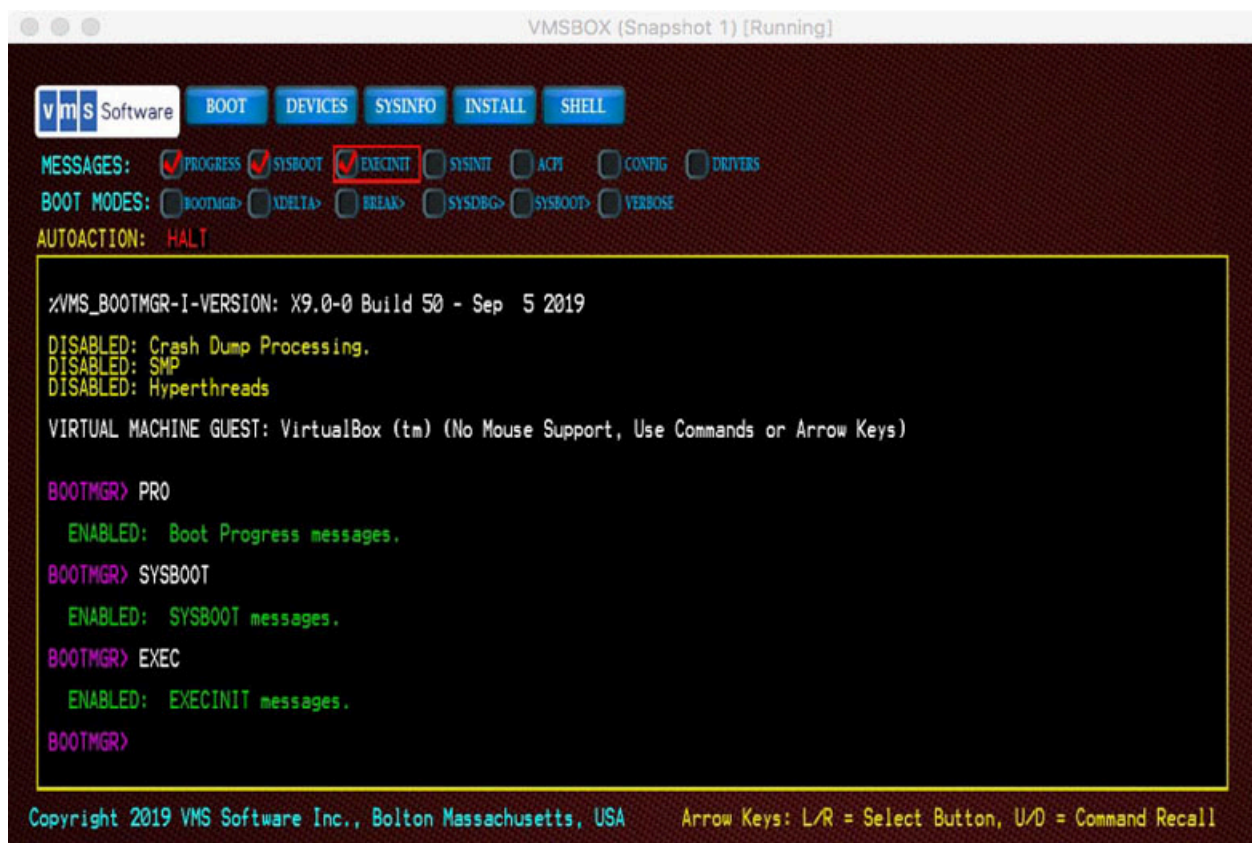 VMSBOX (Snapshot 1) [Running]
vms Software BOOT DEVICES SYSINFO INSTALL SHELL
MESSAGES: PROGRESS SYSBOOT EXECINIT SYSINIT ACPI CONFIG DRIVERS
BOOT MODES: BOOTMGR> XDELTA> BREAK> SYSDBG> SYSBOOT> VERBOSE
AUTOACTION: HALT
%VMS_BOOTMGR-I-VERSION: X9.0-0 Build 50 - Sep 5 2019
DISABLED: Crash Dump Processing.
DISABLED: SMP
DISABLED: Hyperthreads
VIRTUAL MACHINE GUEST: VirtualBox (tm) (No Mouse Support, Use Commands or Arrow Keys)
BOOTMGR> PRO
ENABLED: Boot Progress messages.
BOOTMGR> SYSBOOT
ENABLED: SYSBOOT messages.
BOOTMGR> EXEC
ENABLED: EXECINIT messages.
BOOTMGR>
Copyright 2019 VMS Software Inc., Bolton Massachusetts, USA Arrow Keys: L/R = Select Button, U/D = Command Recall